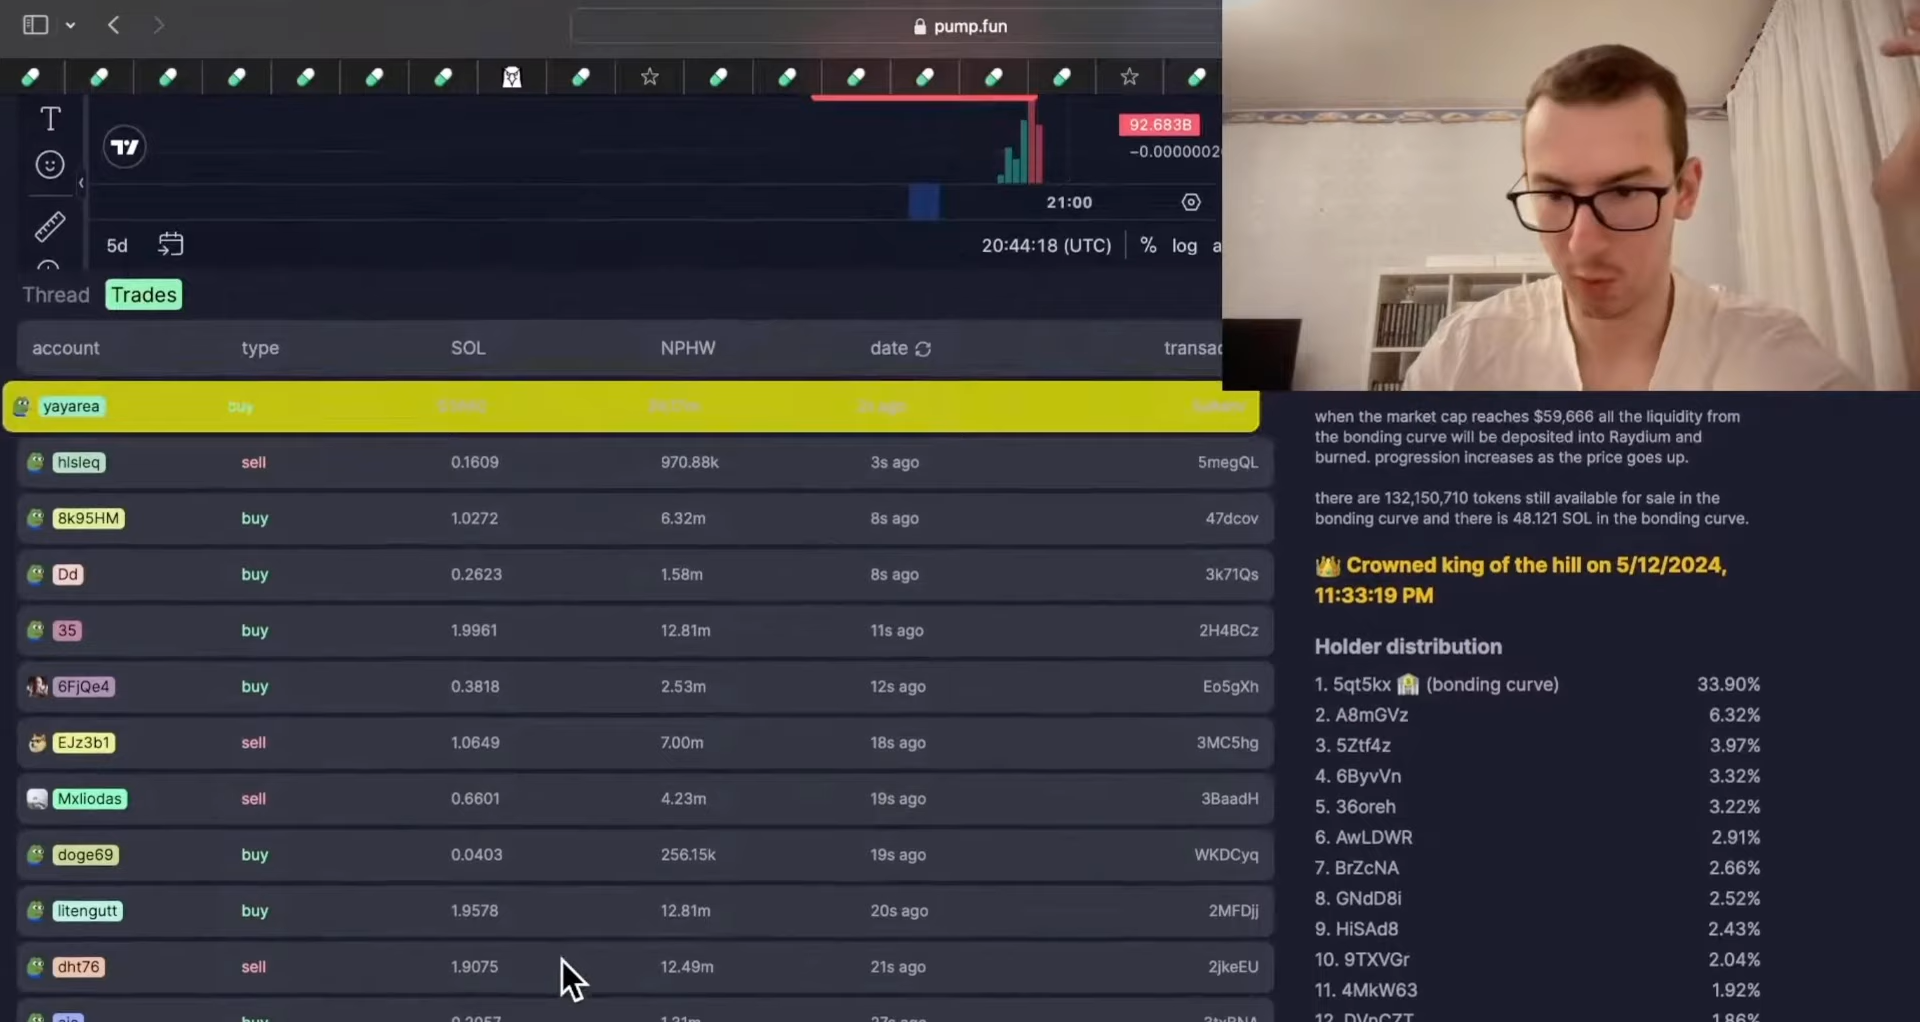 pump.fun
T
92.683B
−0.0000002
21:00
5d
20:44:18 (UTC)
%
log
a
Thread
Trades
account type SOL NPHW date transac
yayarea buy
hlsleq sell 0.1609 970.88k 3s ago 5megQL
8k95HM buy 1.0272 6.32m 8s ago 47dcov
Dd buy 0.2623 1.58m 8s ago 3k71Qs
35 buy 1.9961 12.81m 11s ago 2H4BCz
6FjQe4 buy 0.3818 2.53m 12s ago Eo5gXh
EJz3b1 sell 1.0649 7.00m 18s ago 3MC5hg
Mxliodas sell 0.6601 4.23m 19s ago 3BaadH
doge69 buy 0.0403 256.15k 19s ago WKDCyq
litengutt buy 1.9578 12.81m 20s ago 2MFDjj
dht76 sell 1.9075 12.49m 21s ago 2jkeEU
when the market cap reaches $59,666 all the liquidity from
the bonding curve will be deposited into Raydium and
burned. progression increases as the price goes up.
there are 132,150,710 tokens still available for sale in the
bonding curve and there is 48.121 SOL in the bonding curve.
Crowned king of the hill on 5/12/2024,
11:33:19 PM
Holder distribution
1. 5qt5kx (bonding curve) 33.90%
2. A8mGVz 6.32%
3. 5Ztf4z 3.97%
4. 6ByvVn 3.32%
5. 36oreh 3.22%
6. AwLDWR 2.91%
7. BrZcNA 2.66%
8. GNdD8i 2.52%
9. HiSAd8 2.43%
10. 9TXVGr 2.04%
11. 4MkW63 1.92%